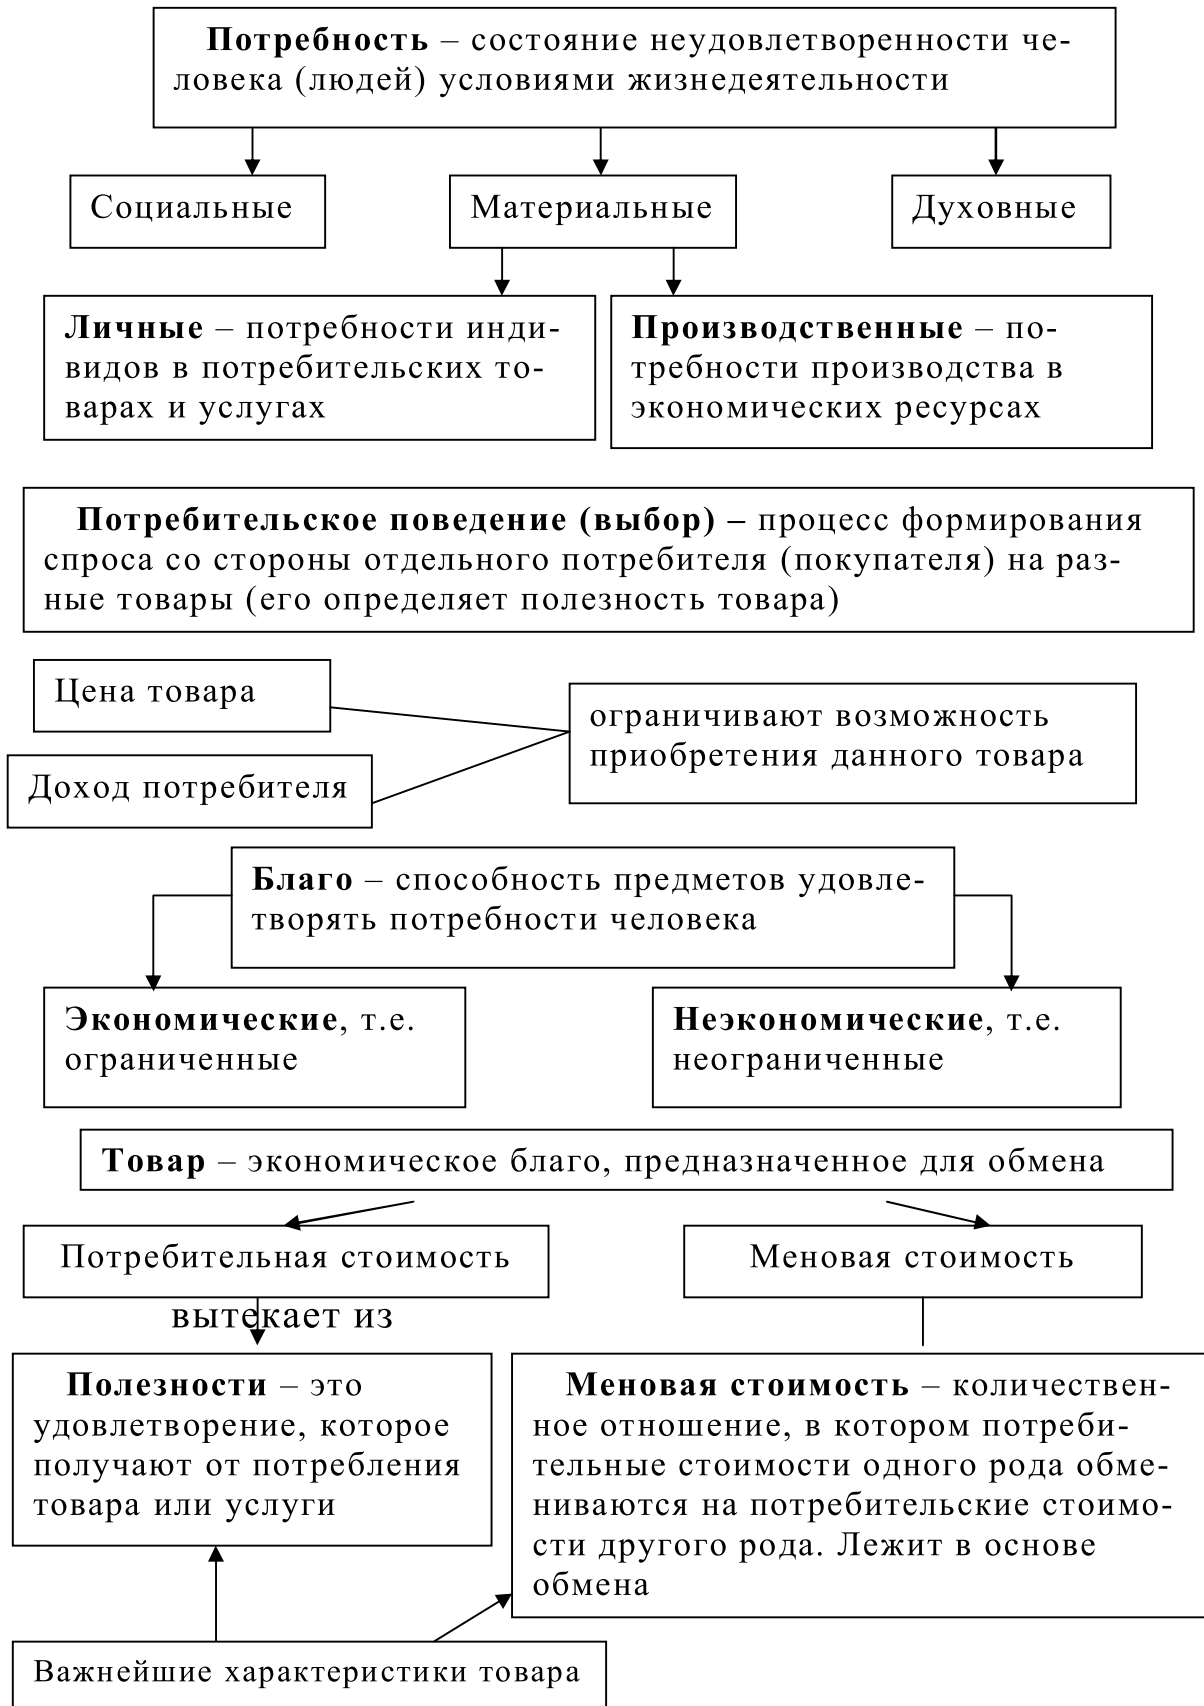 Потребность – состояние неудовлетворенности че-
ловека (людей) условиями жизнедеятельности
Социальные
Материальные
Духовные
Личные – потребности инди-
видов в потребительских то-
варах и услугах
Производственные – по-
требности производства в
экономических ресурсах
Потребительское поведение (выбор) – процесс формирования
спроса со стороны отдельного потребителя (покупателя) на раз-
ные товары (его определяет полезность товара)
Цена товара
Доход потребителя
ограничивают возможность
приобретения данного товара
Благо – способность предметов удовле-
творять потребности человека
Экономические, т.е.
ограниченные
Неэкономические, т.е.
неограниченные
Товар – экономическое благо, предназначенное для обмена
Потребительная стоимость
Меновая стоимость
вытекает из
Полезности – это
удовлетворение, которое
получают от потребления
товара или услуги
Меновая стоимость – количествен-
ное отношение, в котором потреби-
тельные стоимости одного рода обме-
ниваются на потребительские стоимо-
сти другого рода. Лежит в основе
обмена
Важнейшие характеристики товара